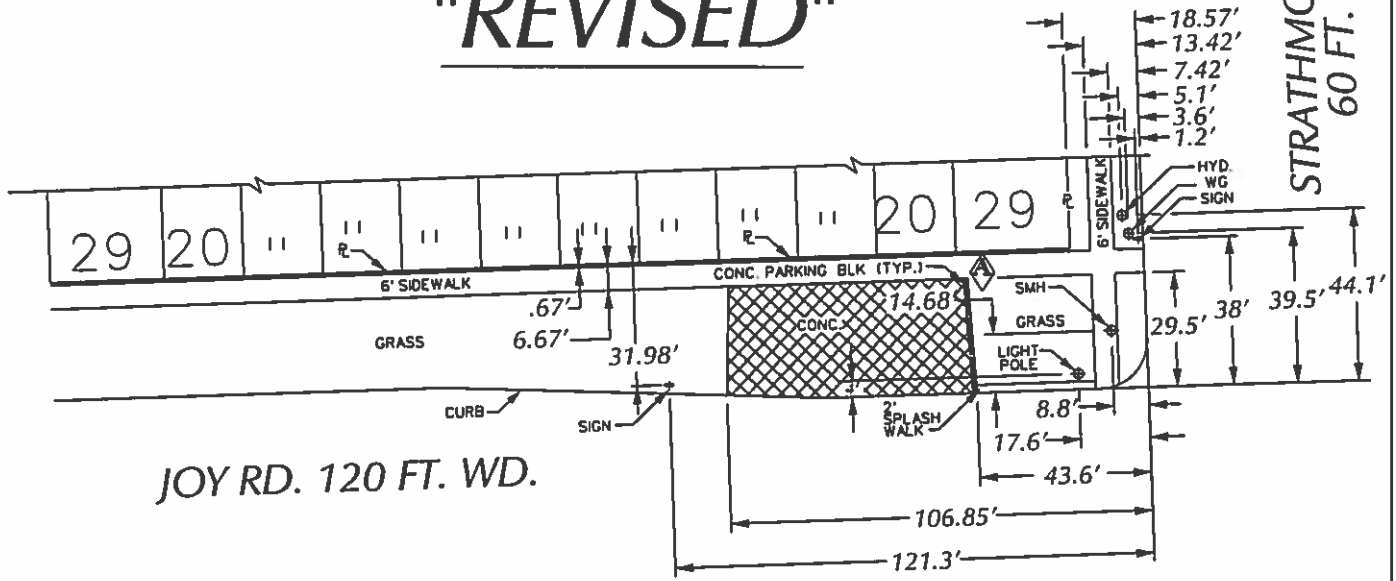 "REVISED"
18.57'
13.42'
7.42'
5.1'
3.6'
1.2'
60 FT.
HYD.
WG
SIGN
6' SIDEWALK
29 20 " " " " " " " " 20 29 PL
PL
PL
6' SIDEWALK
CONC. PARKING BLK (TYP.)
A
.67'
6.67'
31.98'
GRASS
CONC.
14.68'
GRASS
SMH
LIGHT
POLE
29.5'
38'
39.5'
44.1'
CURB
SIGN
2'
SPLASH
WALK
8.8'
17.6'
43.6'
106.85'
121.3'
JOY RD. 120 FT. WD.